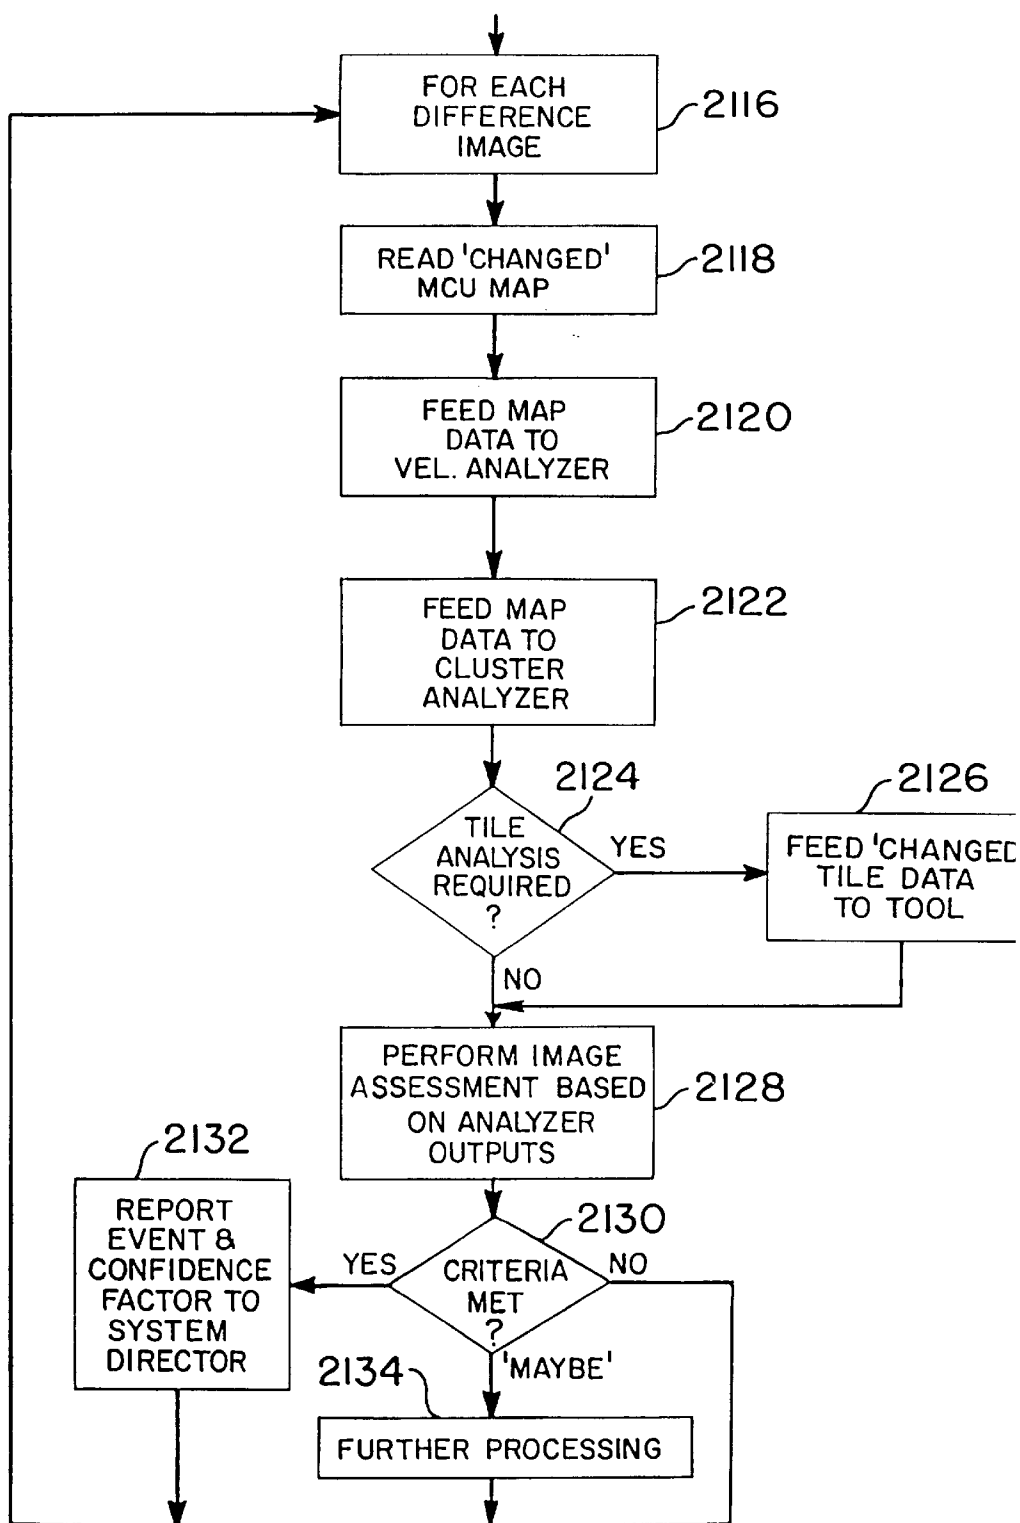 FOR EACH
DIFFERENCE
IMAGE
2116
READ 'CHANGED'
MCU MAP
2118
FEED MAP
DATA TO
VEL. ANALYZER
2120
FEED MAP
DATA TO
CLUSTER
ANALYZER
2122
TILE
ANALYSIS
REQUIRED
?
2124
YES
NO
FEED 'CHANGED
TILE DATA
TO TOOL
2126
PERFORM IMAGE
ASSESSMENT BASED
ON ANALYZER
OUTPUTS
2128
CRITERIA
MET
?
2130
YES
NO
'MAYBE'
REPORT
EVENT &
CONFIDENCE
FACTOR TO
SYSTEM
DIRECTOR
2132
2134
FURTHER PROCESSING